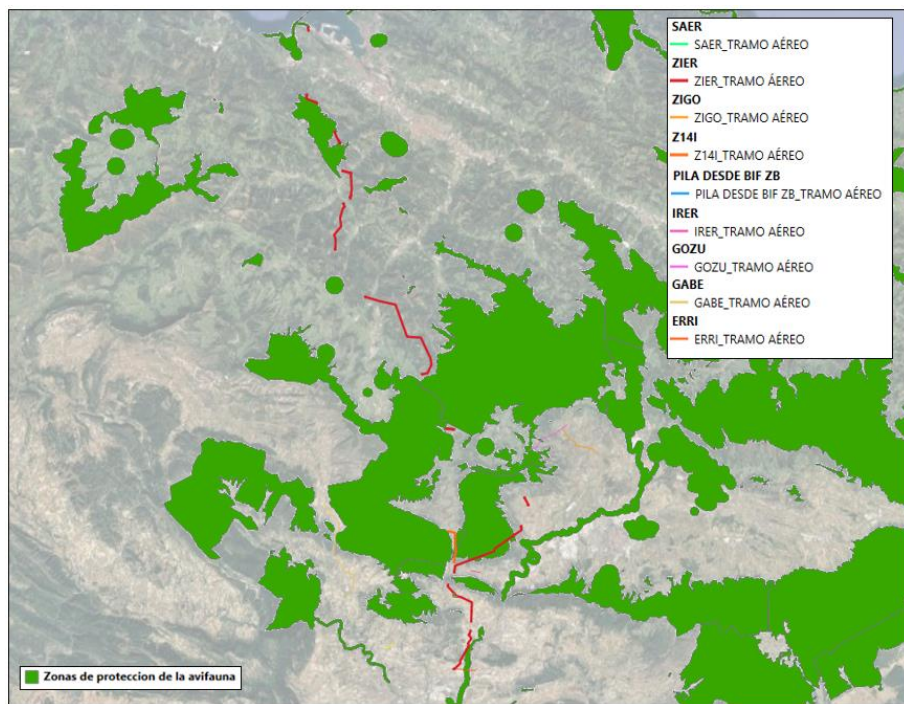 SAER
SAER_TRAMO AÉREO
ZIER
ZIER_TRAMO ÁEREO
ZIGO
ZIGO_TRAMO AÉREO
Z14I
Z14I_TRAMO AÉREO
PILA DESDE BIF ZB
PILA DESDE BIF ZB_TRAMO AÉREO
IRER
IRER_TRAMO AÉREO
GOZU
GOZU_TRAMO AÉREO
GABE
GABE_TRAMO AÉREO
ERRI
ERRI_TRAMO AÉREO
Zonas de proteccion de la avifauna